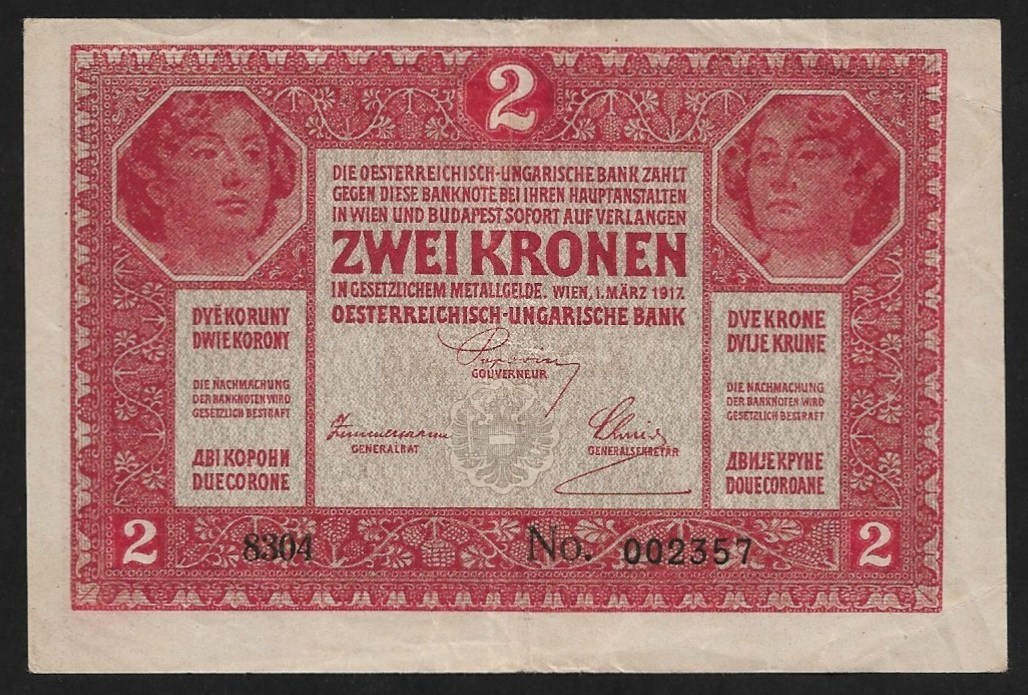 2
DIE OESTERREICHISCH-UNGARISCHE BANK ZAHLT
GEGEN DIESE BANKNOTE BEI IHREN HAUPTANSTALTEN
IN WIEN UND BUDAPEST SOFORT AUF VERLANGEN
ZWEI KRONEN
IN GESETZLICHEM METALLGELDE. WIEN, 1. MÄRZ 1917.
OESTERREICHISCH-UNGARISCHE BANK
GOUVERNEUR
GENERALRAT
GENERALSEKRETÄR
DVĚ KORUNY
DWIE KORONY
DIE NACHMACHUNG
DER BANKNOTEN WIRD
GESETZLICH BESTRAFT
ДВІ КОРОНИ
DUE CORONE
DVE KRONE
DVIJE KRUNE
DIE NACHMACHUNG
DER BANKNOTEN WIRD
GESETZLICH BESTRAFT
ДВИЈЕ КРУНЕ
DOUE COROANE
2
8304
No. 002357
2